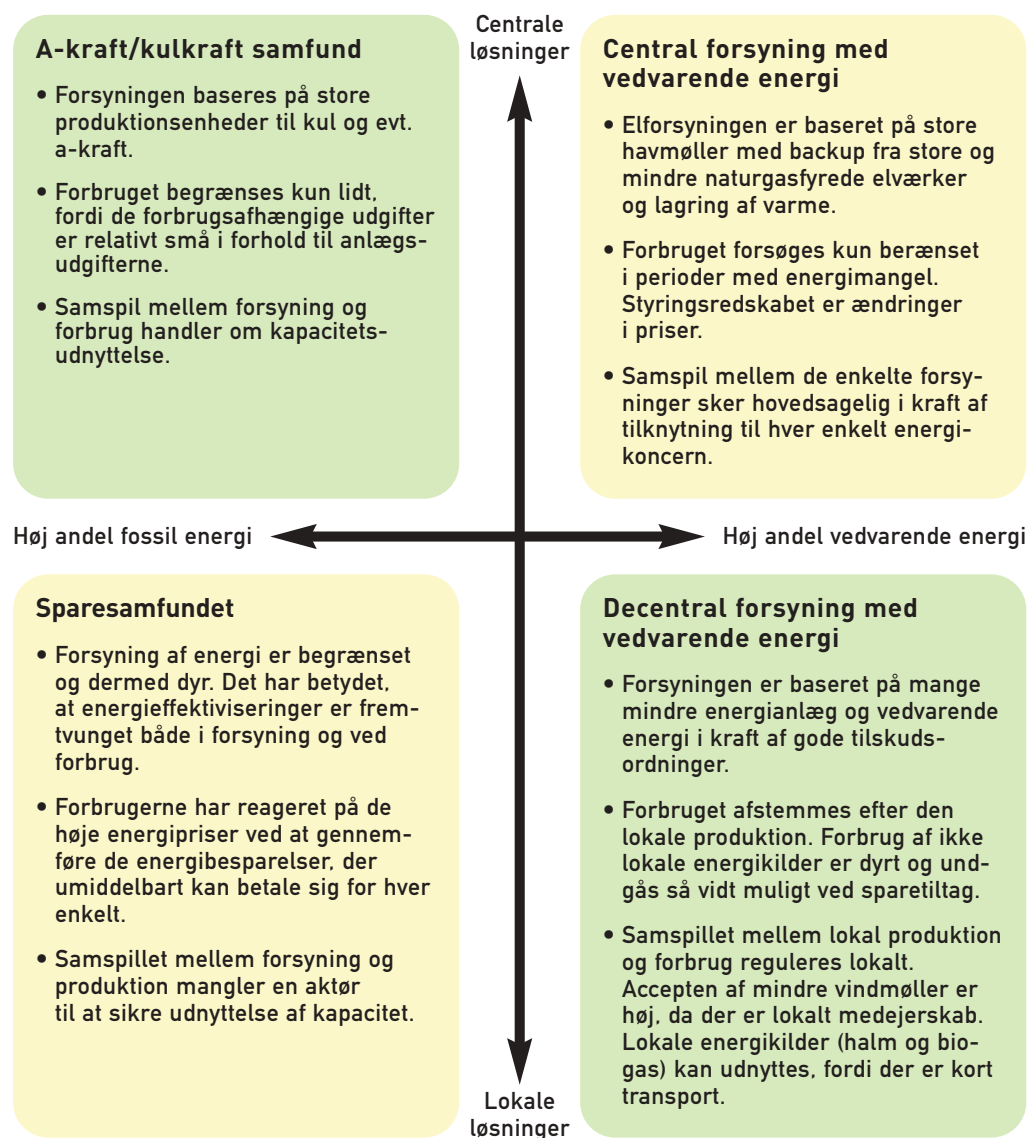 Centrale
løsninger
A-kraft/kulkraft samfund
• Forsyningen baseres på store
produktionsenheder til kul og evt.
a-kraft.
• Forbruget begrænses kun lidt,
fordi de forbrugsafhængige udgifter
er relativt små i forhold til anlægs-
udgifterne.
• Samspil mellem forsyning og
forbrug handler om kapacitets-
udnyttelse.
Central forsyning med
vedvarende energi
• Elforsyningen er baseret på store
havmøller med backup fra store og
mindre naturgasfyrede elværker
og lagring af varme.
• Forbruget forsøges kun berænset
i perioder med energimangel.
Styringsredskabet er ændringer
i priser.
• Samspil mellem de enkelte forsy-
ninger sker hovedsagelig i kraft af
tilknytning til hver enkelt energi-
koncern.
Høj andel fossil energi
Høj andel vedvarende energi
Sparesamfundet
• Forsyning af energi er begrænset
og dermed dyr. Det har betydet,
at energieffektiviseringer er frem-
tvunget både i forsyning og ved
forbrug.
• Forbrugerne har reageret på de
høje energipriser ved at gennem-
føre de energibesparelser, der
umiddelbart kan betale sig for hver
enkelt.
• Samspillet mellem forsyning og
produktion mangler en aktør
til at sikre udnyttelse af kapacitet.
Decentral forsyning med
vedvarende energi
• Forsyningen er baseret på mange
mindre energianlæg og vedvarende
energi i kraft af gode tilskuds-
ordninger.
• Forbruget afstemmes efter den
lokale produktion. Forbrug af ikke
lokale energikilder er dyrt og und-
gås så vidt muligt ved sparetiltag.
• Samspillet mellem lokal produktion
og forbrug reguleres lokalt.
Accepten af mindre vindmøller er
høj, da der er lokalt medejerskab.
Lokale energikilder (halm og bio-
gas) kan udnyttes, fordi der er kort
transport.
Lokale
løsninger